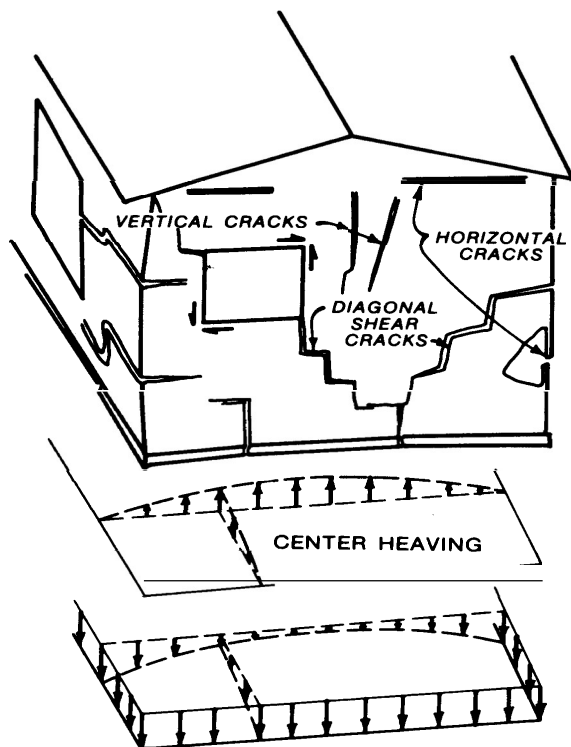 VERTICAL CRACKS
HORIZONTAL
CRACKS
DIAGONAL
SHEAR
CRACKS
CENTER HEAVING